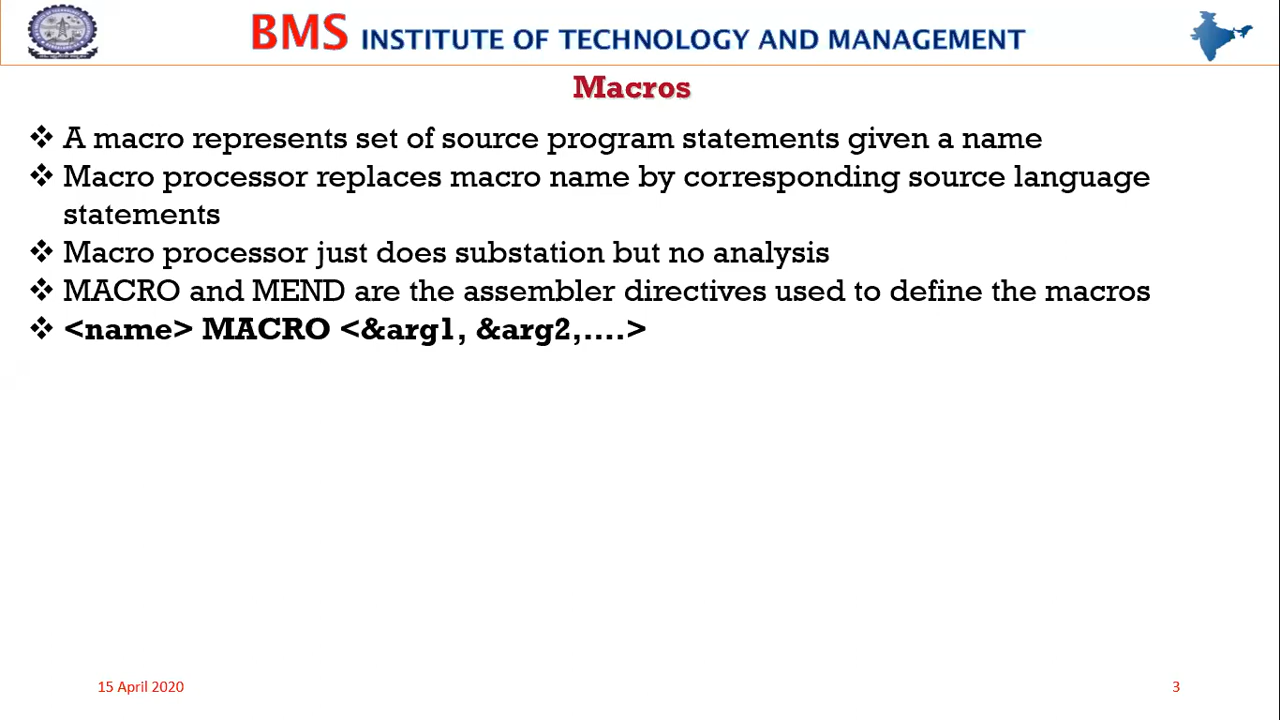 BMS INSTITUTE OF TECHNOLOGY AND MANAGEMENT
Macros
❖ A macro represents set of source program statements given a name
❖ Macro processor replaces macro name by corresponding source language
statements
❖ Macro processor just does substation but no analysis
❖ MACRO and MEND are the assembler directives used to define the macros
❖ <name> MACRO <&arg1, &arg2,....>
15 April 2020
3